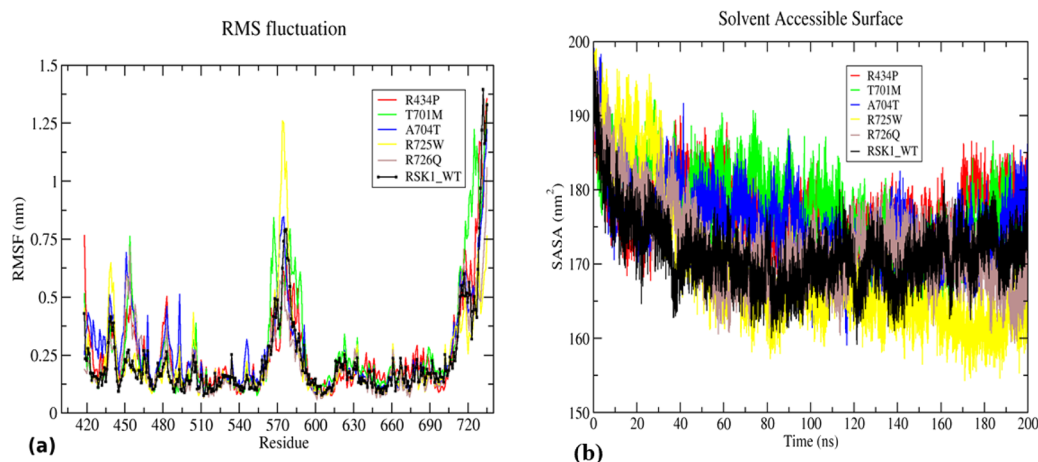 RMS fluctuation
1.5
1.25
1
0.75
0.5
0.25
0
RMSF (nm)
R434P
T701M
A704T
R725W
R726Q
RSK1_WT
420 450 480 510 540 570 600 630 660 690 720
Residue
(a)
Solvent Accessible Surface
200
190
180
170
160
150
SASA (nm²)
R434P
T701M
A704T
R725W
R726Q
RSK1_WT
0 20 40 60 80 100 120 140 160 180 200
Time (ns)
(b)